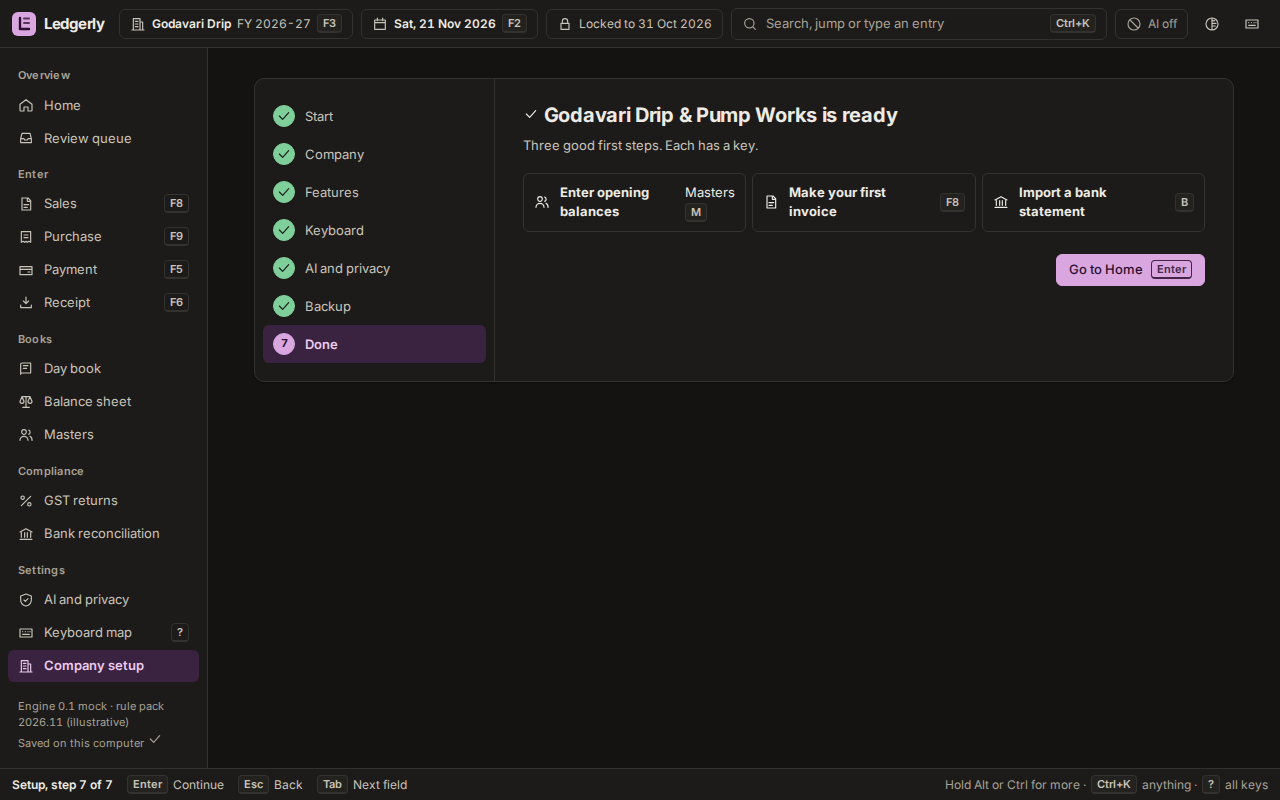 Ledgerly
Godavari Drip FY 2026-27 F3
Sat, 21 Nov 2026 F2
Locked to 31 Oct 2026
Search, jump or type an entry Ctrl+K
AI off
Overview
Home
Review queue
Enter
Sales F8
Purchase F9
Payment F5
Receipt F6
Books
Day book
Balance sheet
Masters
Compliance
GST returns
Bank reconciliation
Settings
AI and privacy
Keyboard map ?
Company setup
Engine 0.1 mock · rule pack
2026.11 (illustrative)
Saved on this computer
Start
Company
Features
Keyboard
AI and privacy
Backup
7 Done
Godavari Drip & Pump Works is ready
Three good first steps. Each has a key.
Enter opening
balances
Masters
M
Make your first
invoice
F8
Import a bank
statement
B
Go to Home Enter
Setup, step 7 of 7 Enter Continue Esc Back Tab Next field
Hold Alt or Ctrl for more · Ctrl+K anything · ? all keys